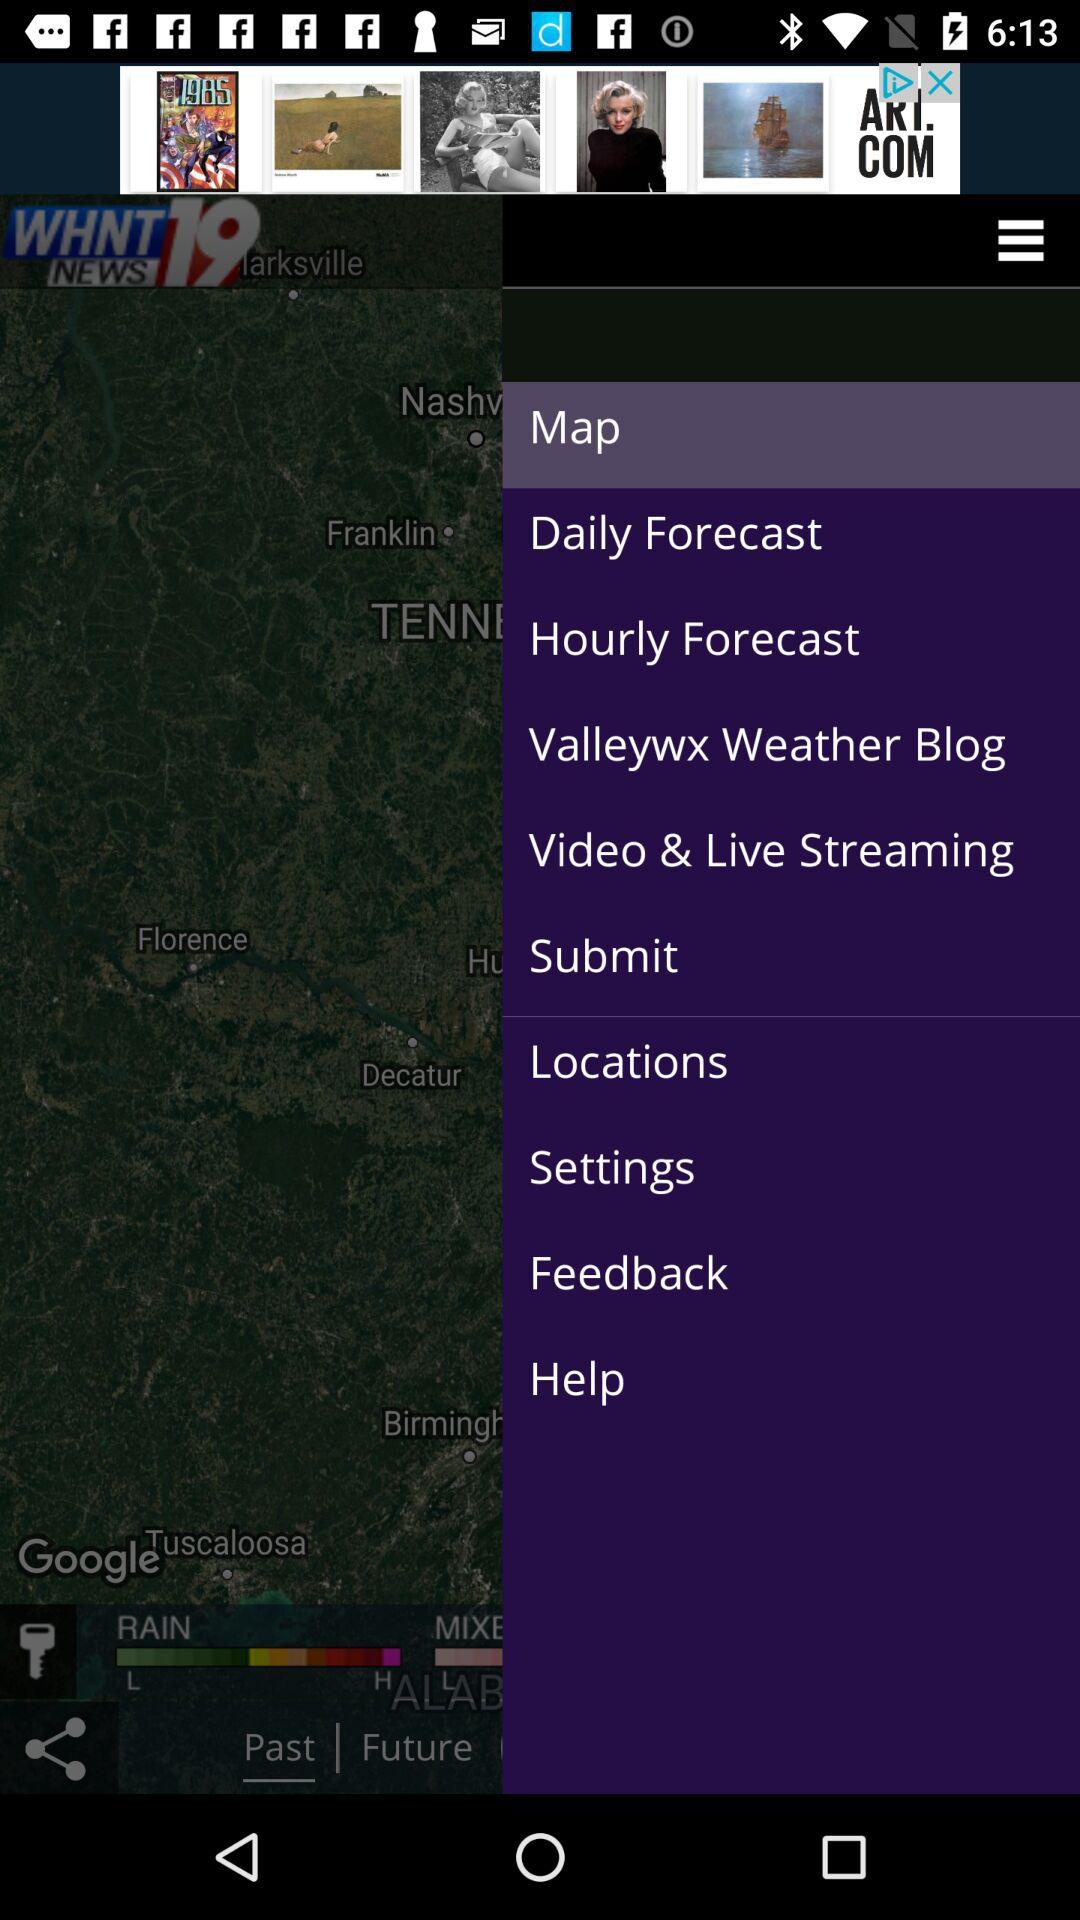 6:13
1985
ART.
COM
WHNT 19
NEWS
larksville
Nashv
Map
Franklin
Daily Forecast
TENNE
Hourly Forecast
Valleywx Weather Blog
Video & Live Streaming
Florence
Hu
Submit
Decatur
Locations
Settings
Feedback
Help
Birmingh
Tuscaloosa
Google
RAIN
MIXE
L H L
ALAB
Past | Future